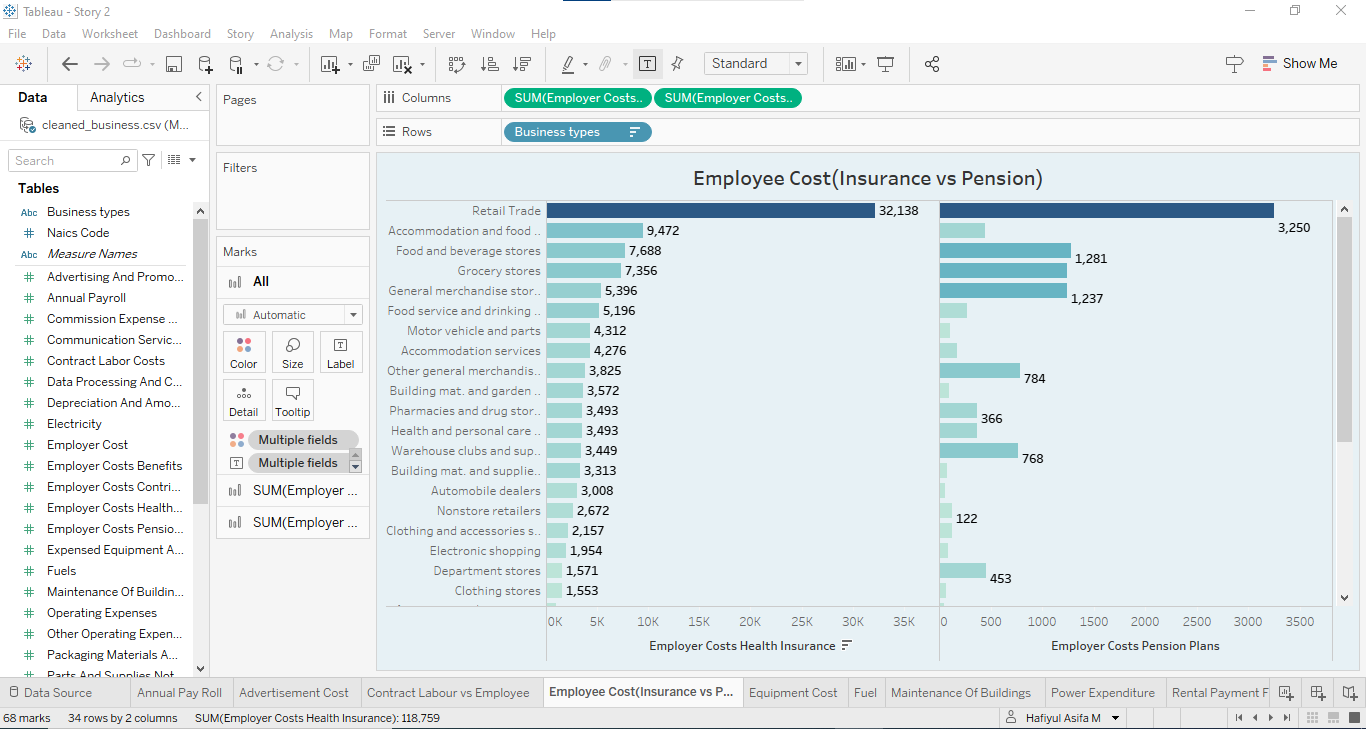 Tableau - Story 2
File Data Worksheet Dashboard Story Analysis Map Format Server Window Help
Standard
Show Me
Data Analytics
cleaned_business.csv (M...
Search
Tables
Abc Business types
# Naics Code
Abc Measure Names
# Advertising And Promo...
# Annual Payroll
# Commission Expense ...
# Communication Servic...
# Contract Labor Costs
# Data Processing And C...
# Depreciation And Amo...
# Electricity
# Employer Cost
# Employer Costs Benefits
# Employer Costs Contri...
# Employer Costs Health...
# Employer Costs Pensio...
# Expensed Equipment A...
# Fuels
# Maintenance Of Buildin...
# Operating Expenses
# Other Operating Expen...
# Packaging Materials A...
# Parts And Supplies Not
Pages
Filters
Marks
All
Automatic
Color Size Label
Detail Tooltip
Multiple fields
Multiple fields
SUM(Employer ...
SUM(Employer ...
Columns SUM(Employer Costs.. SUM(Employer Costs..
Rows Business types
Employee Cost(Insurance vs Pension)
Retail Trade 32,138 3,250
Accommodation and food .. 9,472
Food and beverage stores 7,688 1,281
Grocery stores 7,356
General merchandise stor.. 5,396 1,237
Food service and drinking .. 5,196
Motor vehicle and parts 4,312
Accommodation services 4,276
Other general merchandis.. 3,825 784
Building mat. and garden .. 3,572
Pharmacies and drug stor.. 3,493 366
Health and personal care .. 3,493
Warehouse clubs and sup.. 3,449 768
Building mat. and supplie.. 3,313
Automobile dealers 3,008
Nonstore retailers 2,672 122
Clothing and accessories s.. 2,157
Electronic shopping 1,954
Department stores 1,571 453
Clothing stores 1,553
0K 5K 10K 15K 20K 25K 30K 35K 0 500 1000 1500 2000 2500 3000 3500
Employer Costs Health Insurance Employer Costs Pension Plans
Data Source Annual Pay Roll Advertisement Cost Contract Labour vs Employee Employee Cost(Insurance vs P... Equipment Cost Fuel Maintenance Of Buildings Power Expenditure Rental Payment F
68 marks 34 rows by 2 columns SUM(Employer Costs Health Insurance): 118,759 Hafiyul Asifa M